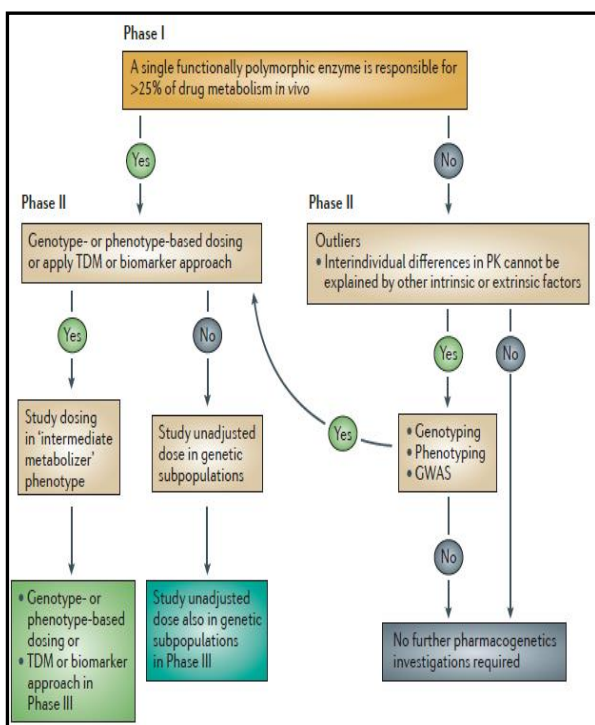 Phase I
A single functionally polymorphic enzyme is responsible for
>25% of drug metabolism in vivo
Yes
No
Phase II
Phase II
Genotype- or phenotype-based dosing
or apply TDM or biomarker approach
Outliers
• Interindividual differences in PK cannot be
explained by other intrinsic or extrinsic factors
Yes
No
Yes
No
Study dosing
in 'intermediate
metabolizer'
phenotype
Study unadjusted
dose in genetic
subpopulations
Yes
• Genotyping
• Phenotyping
• GWAS
No
• Genotype- or
phenotype-based
dosing or
• TDM or biomarker
approach in
Phase III
Study unadjusted
dose also in genetic
subpopulations
in Phase III
No further pharmacogenetics
investigations required